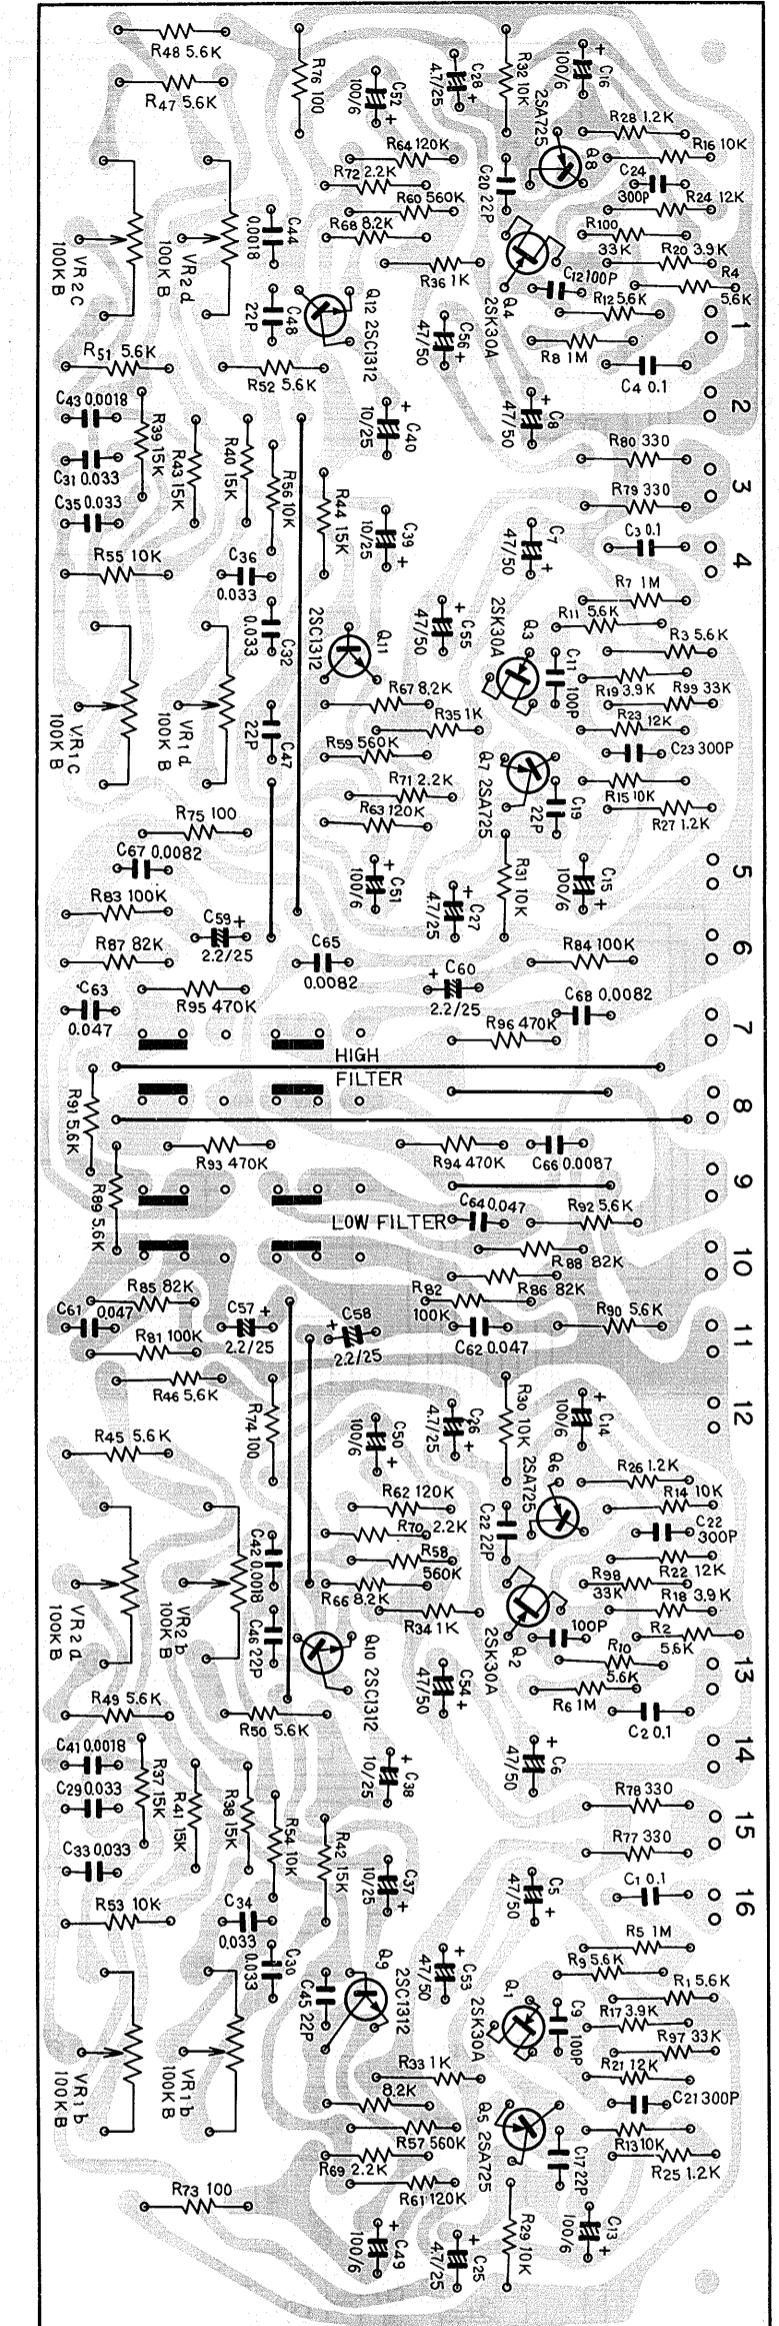 R48 5.6K
R47 5.6K
R76 100
C52 100/6 +
C28 4.7/25 +
R32 10K
2SA725
C16 100/6 +
R28 1.2K
R16 10K
Q8
R64 120K
R72 2.2K
C20 22P
C24 300P
R60 560K
R24 12K
R68 8.2K
R100 33K
C44 0.0018
VR2c 100KB
VR2d 100KB
R20 3.9K
R36 1K
C12 100P
R4 5.6K
Q4 2SK30A
R12 5.6K
C48 22P
Q12 2SC1312
C56 47/50 +
1
R8 1M
R51 5.6K
R52 5.6K
C4 0.1
2
C43 0.0018
R39 15K
R43 15K
R40 15K
C40 10/25 +
C8 47/50 +
R80 330
C31 0.033
R56 10K
3
C35 0.033
R44 15K
R79 330
C39 10/25 +
C7 47/50 +
C3 0.1
4
R55 10K
C36 0.033
R7 1M
C32 0.033
2SC1312 Q11
C55 47/50 +
2SK30A Q3
R11 5.6K
R3 5.6K
C11 100P
R67 8.2K
R19 3.9K
R99 33K
VR1c 100KB
VR1d 100KB
C47 22P
R35 1K
R23 12K
R59 560K
Q7 2SA725
C23 300P
R71 2.2K
C19 22P
R15 10K
R75 100
R63 120K
R27 1.2K
C67 0.0082
C51 100/6 +
C27 4.7/25 +
R31 10K
C15 100/6 +
5
R83 100K
C59 + 2.2/25
R87 82K
C65 0.0082
R84 100K
6
C63 0.047
R95 470K
C60 + 2.2/25
C68 0.0082
R96 470K
7
HIGH
FILTER
R91 5.6K
8
R93 470K
R94 470K
C66 0.0087
R89 5.6K
9
C64 0.047
R92 5.6K
LOW FILTER
R88 82K
10
R85 82K
R82 100K
R86 82K
C61 0.047
C57 + 2.2/25
C58 + 2.2/25
R90 5.6K
R81 100K
C62 0.047
11
R46 5.6K
R74 100
C50 100/6 +
C26 4.7/25 +
R30 10K
C14 100/6 +
12
R45 5.6K
2SA725 Q6
R26 1.2K
R62 120K
R14 10K
R70 2.2K
C22 22P
C22 300P
C42 0.0018
R58 560K
R22 12K
VR2d 100KB
VR2b 100KB
R66 8.2K
R98 33K
R18 3.9K
C46 22P
R34 1K
2SK30A Q2
100P
R2 5.6K
Q10 2SC1312
R10 5.6K
13
C54 47/50 +
R49 5.6K
R50 5.6K
R6 1M
C2 0.1
C41 0.0018
R37 15K
R41 15K
R38 15K
C38 10/25 +
C6 47/50 +
14
C29 0.033
R54 10K
R78 330
C33 0.033
R42 15K
R77 330
15
C37 10/25 +
C5 47/50 +
C1 0.1
16
R53 10K
C34 0.033
R5 1M
C30 0.033
C45 22P
Q9 2SC1312
C53 47/50 +
2SK30A Q1
R9 5.6K
R1 5.6K
C9 100P
R17 3.9K
VR1b 100KB
VR1b 100KB
R97 33K
R33 1K
R21 12K
8.2K
C21 300P
R57 560K
Q5 2SA725
R13 10K
R69 2.2K
C17 22P
R25 1.2K
R73 100
R61 120K
C49 100/6 +
C25 4.7/25 +
R29 10K
C13 100/6 +